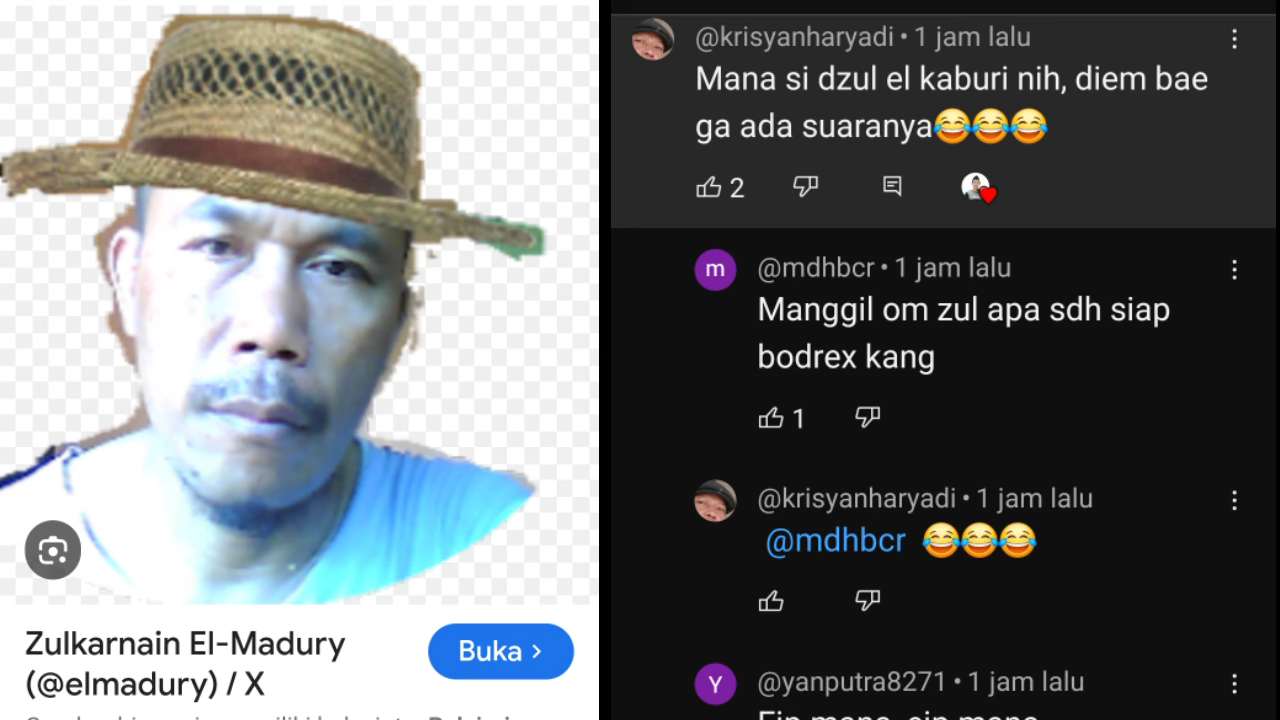 Zulkarnain El-Madury
(@elmadury) / X
Buka >
@krisyanharyadi • 1 jam lalu
Mana si dzul el kaburi nih, diem bae
ga ada suaranya😂😂😂
2
m
@mdhbcr • 1 jam lalu
Manggil om zul apa sdh siap
bodrex kang
1
@krisyanharyadi • 1 jam lalu
@mdhbcr 😂😂😂
Y
@yanputra8271 • 1 jam lalu